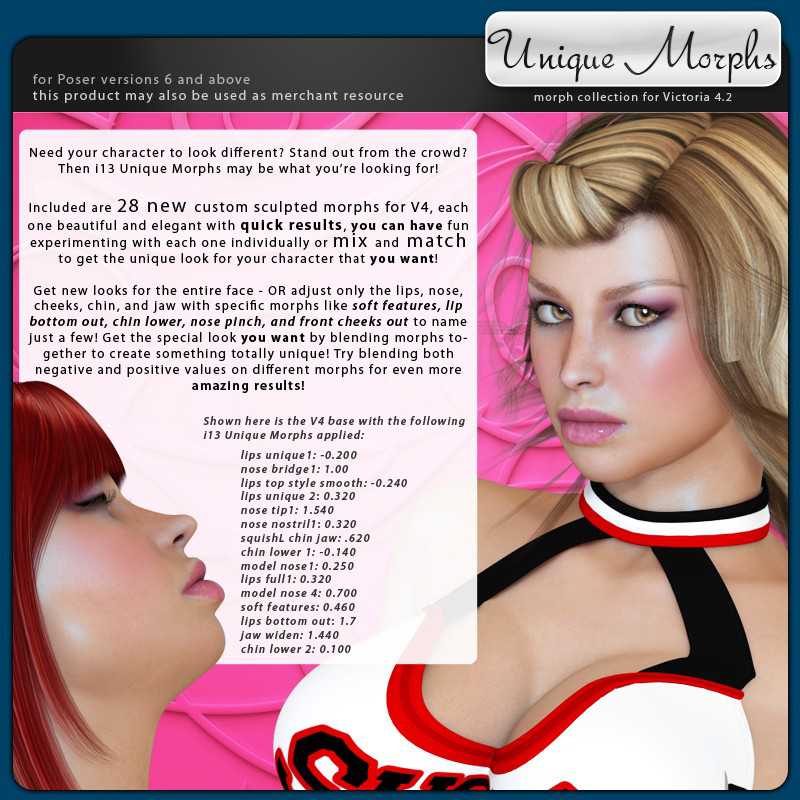 Unique Morphs
for Poser versions 6 and above
this product may also be used as merchant resource
morph collection for Victoria 4.2
Need your character to look different? Stand out from the crowd?
Then i13 Unique Morphs may be what you're looking for!
Included are 28 new custom sculpted morphs for V4, each
one beautiful and elegant with quick results, you can have fun
experimenting with each one individually or mix and match
to get the unique look for your character that you want!
Get new looks for the entire face - OR adjust only the lips, nose,
cheeks, chin, and jaw with specific morphs like soft features, lip
bottom out, chin lower, nose pinch, and front cheeks out to name
just a few! Get the special look you want by blending morphs to-
gether to create something totally unique! Try blending both
negative and positive values on different morphs for even more
amazing results!
Shown here is the V4 base with the following
i13 Unique Morphs applied:
lips unique1: -0.200
nose bridge1: 1.00
lips top style smooth: -0.240
lips unique 2: 0.320
nose tip1: 1.540
nose nostril1: 0.320
squishL chin jaw: .620
chin lower 1: -0.140
model nose1: 0.250
lips full1: 0.320
model nose 4: 0.700
soft features: 0.460
lips bottom out: 1.7
jaw widen: 1.440
chin lower 2: 0.100